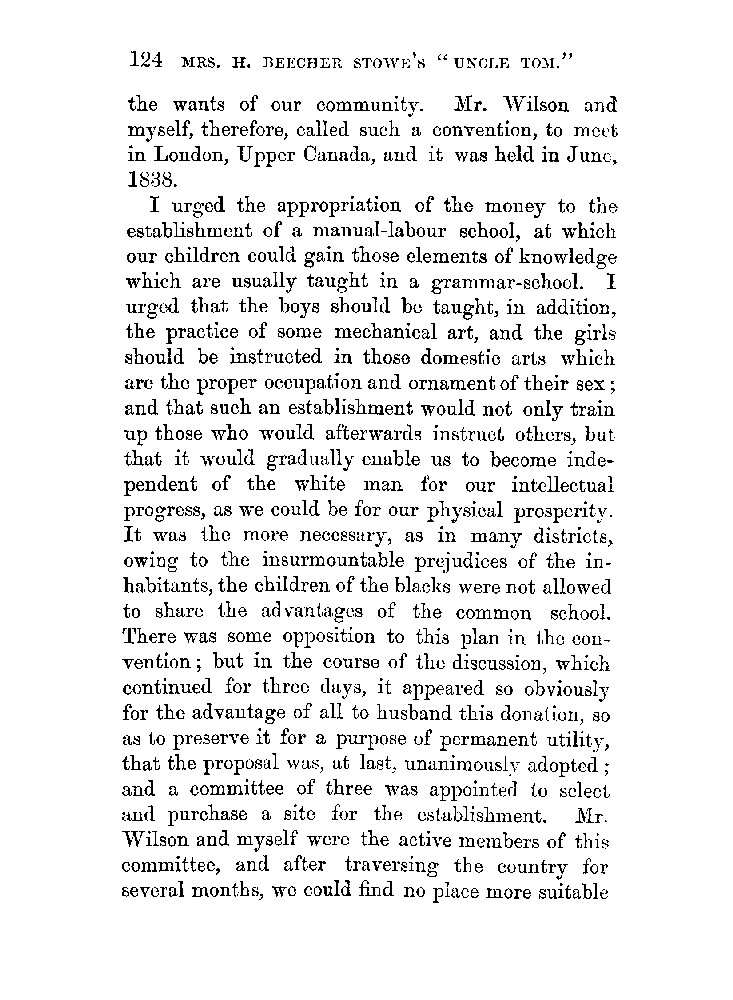 124 MRS. H. BEECHER STOWE'S "UNCLE TOM."
the wants of our community. Mr. Wilson and
myself, therefore, called such a convention, to meet
in London, Upper Canada, and it was held in June,
1838.
I urged the appropriation of the money to the
establishment of a manual-labour school, at which
our children could gain those elements of knowledge
which are usually taught in a grammar-school. I
urged that the boys should be taught, in addition,
the practice of some mechanical art, and the girls
should be instructed in those domestic arts which
are the proper occupation and ornament of their sex;
and that such an establishment would not only train
up those who would afterwards instruct others, but
that it would gradually enable us to become inde-
pendent of the white man for our intellectual
progress, as we could be for our physical prosperity.
It was the more necessary, as in many districts,
owing to the insurmountable prejudices of the in-
habitants, the children of the blacks were not allowed
to share the advantages of the common school.
There was some opposition to this plan in the con-
vention; but in the course of the discussion, which
continued for three days, it appeared so obviously
for the advantage of all to husband this donation, so
as to preserve it for a purpose of permanent utility,
that the proposal was, at last, unanimously adopted;
and a committee of three was appointed to select
and purchase a site for the establishment. Mr.
Wilson and myself were the active members of this
committee, and after traversing the country for
several months, we could find no place more suitable